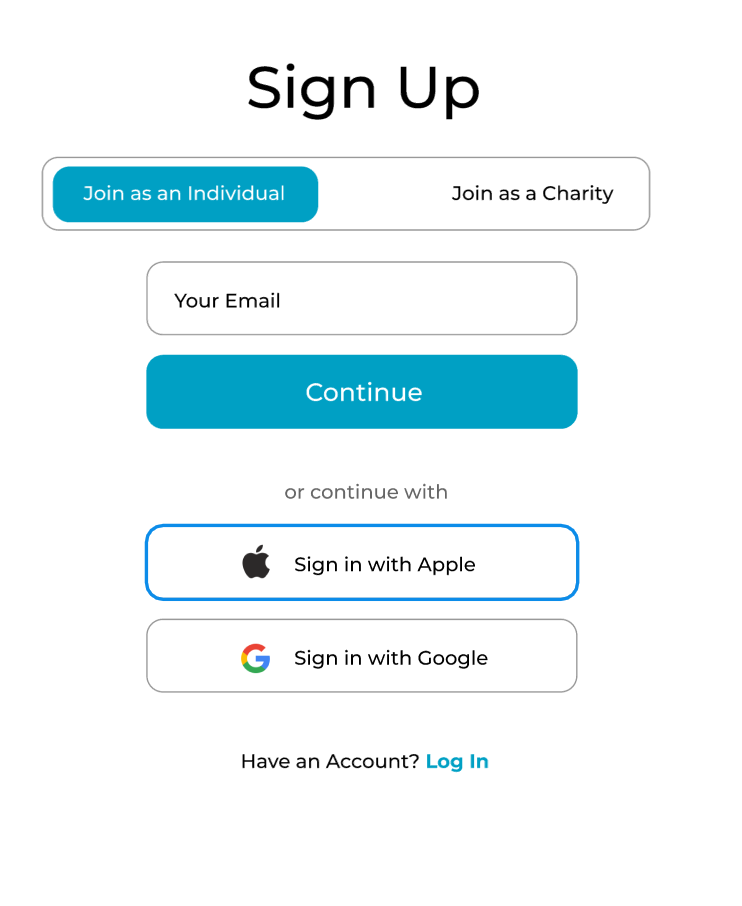 Sign Up
Join as an Individual Join as a Charity
Your Email
Continue
or continue with
Sign in with Apple
Sign in with Google
Have an Account? Log In